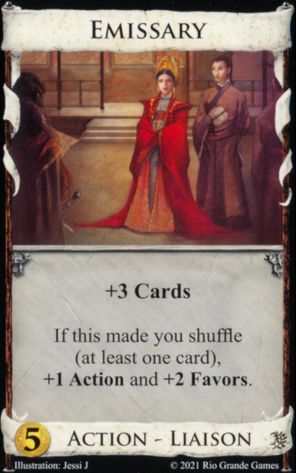 EMISSARY
+3 Cards
If this made you shuffle
(at least one card),
+1 Action and +2 Favors.
5 ACTION - LIAISON
Illustration: Jessi J © 2021 Rio Grande Games